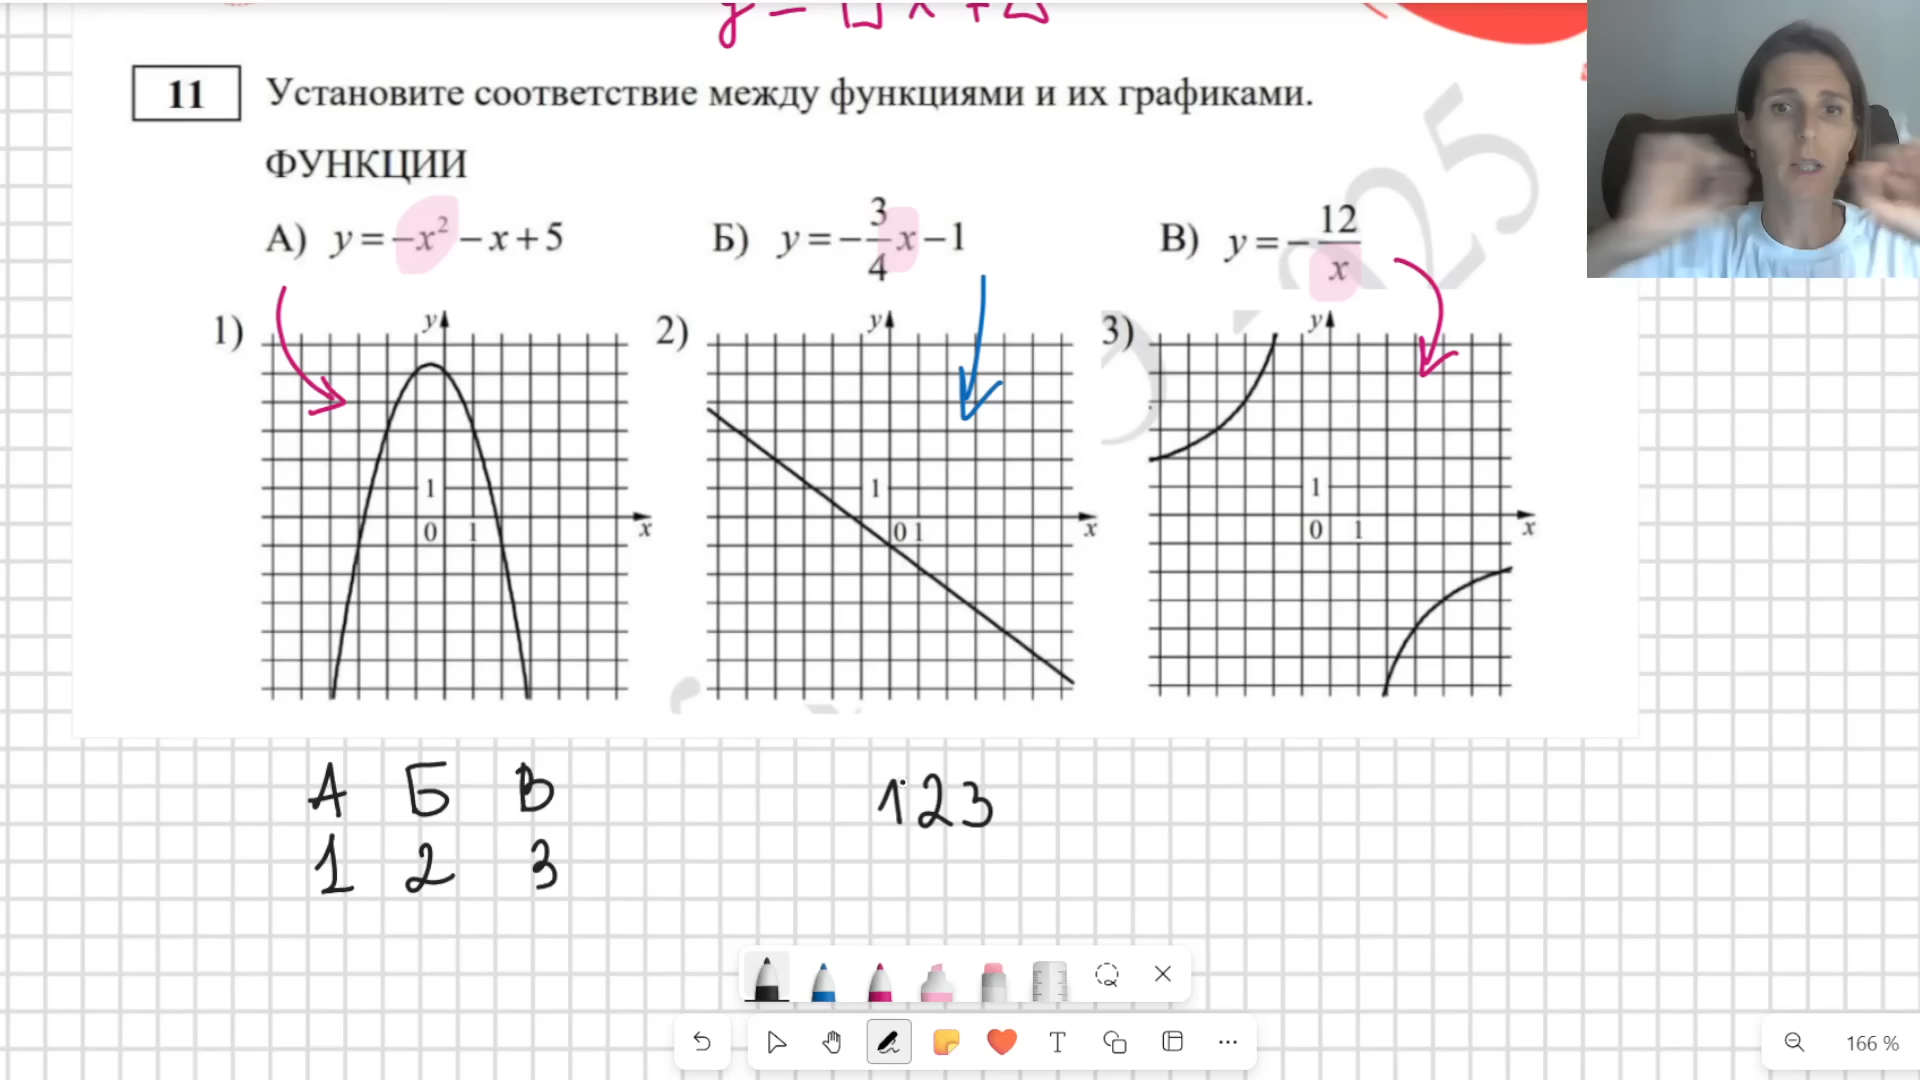 11 Установите соответствие между функциями и их графиками.
ФУНКЦИИ
А) y = −x² − x + 5 Б) y = −3/4 x − 1 В) y = −12/x
1) y 1 0 1 x
2) y 1 0 1 x
3) y 1 0 1 x
А Б В
1 2 3
123
166 %